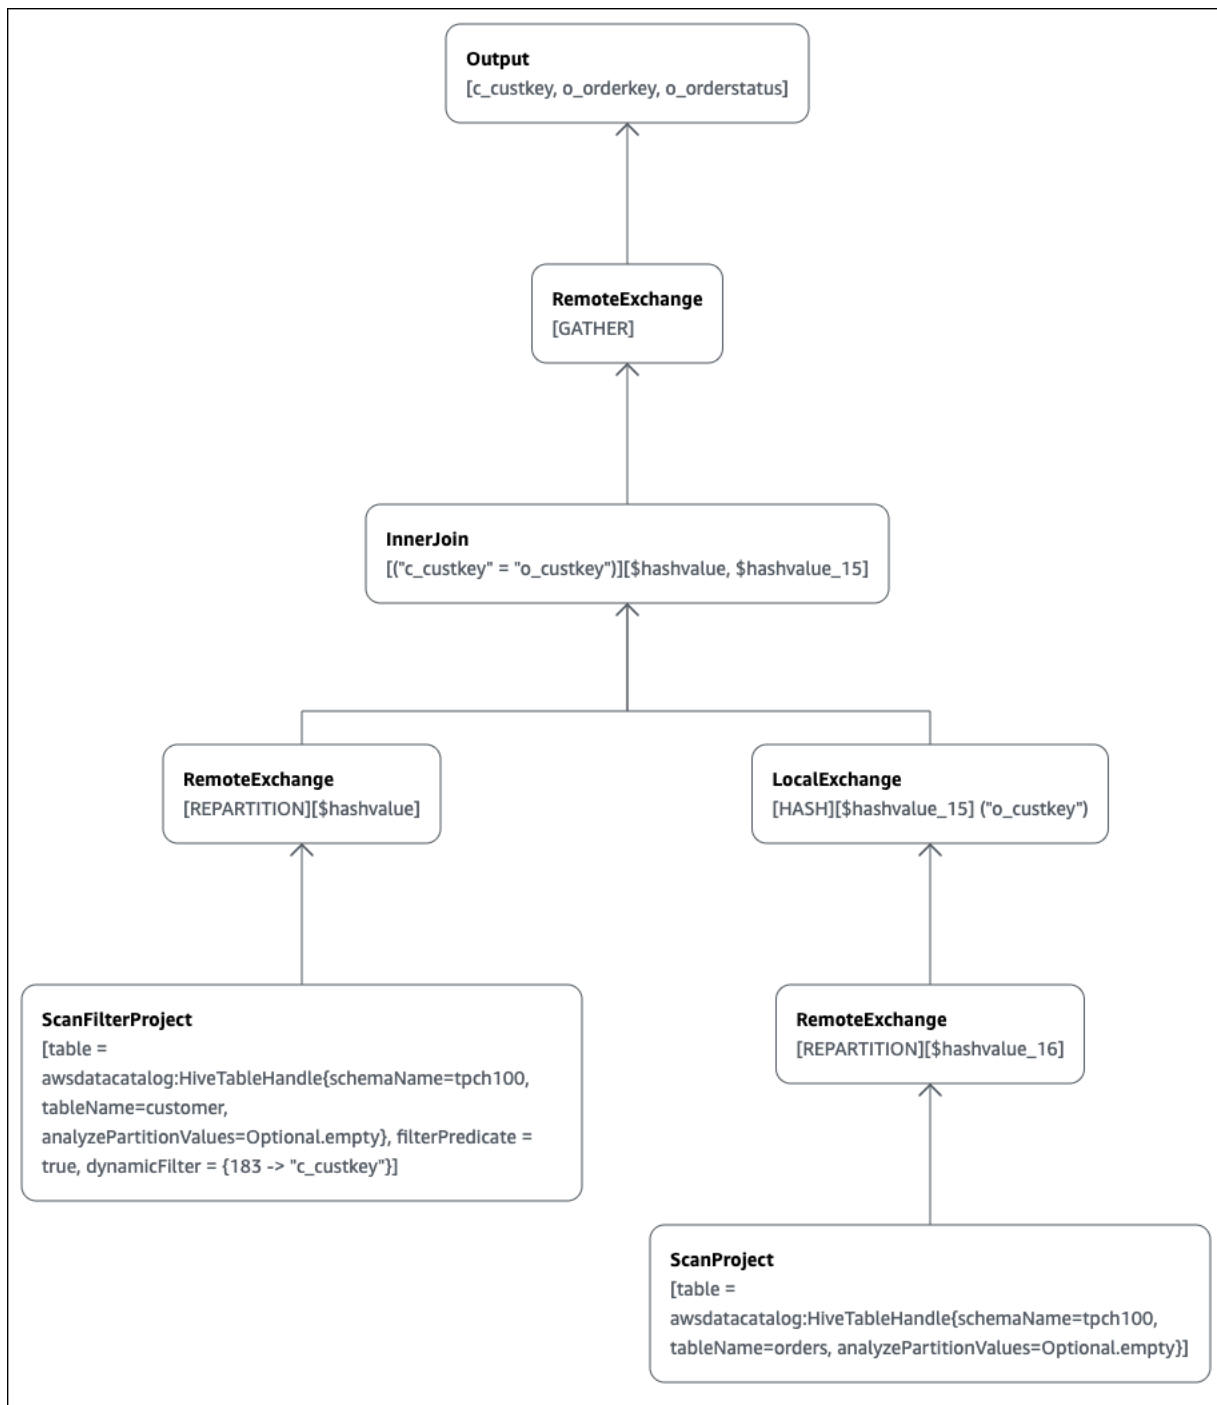 Output
[c_custkey, o_orderkey, o_orderstatus]
RemoteExchange
[GATHER]
InnerJoin
[("c_custkey" = "o_custkey")][$hashvalue, $hashvalue_15]
RemoteExchange
[REPARTITION][$hashvalue]
LocalExchange
[HASH][$hashvalue_15] ("o_custkey")
ScanFilterProject
[table =
awsdatacatalog:HiveTableHandle{schemaName=tpch100,
tableName=customer,
analyzePartitionValues=Optional.empty}, filterPredicate =
true, dynamicFilter = {183 -> "c_custkey"}]
RemoteExchange
[REPARTITION][$hashvalue_16]
ScanProject
[table =
awsdatacatalog:HiveTableHandle{schemaName=tpch100,
tableName=orders, analyzePartitionValues=Optional.empty}]